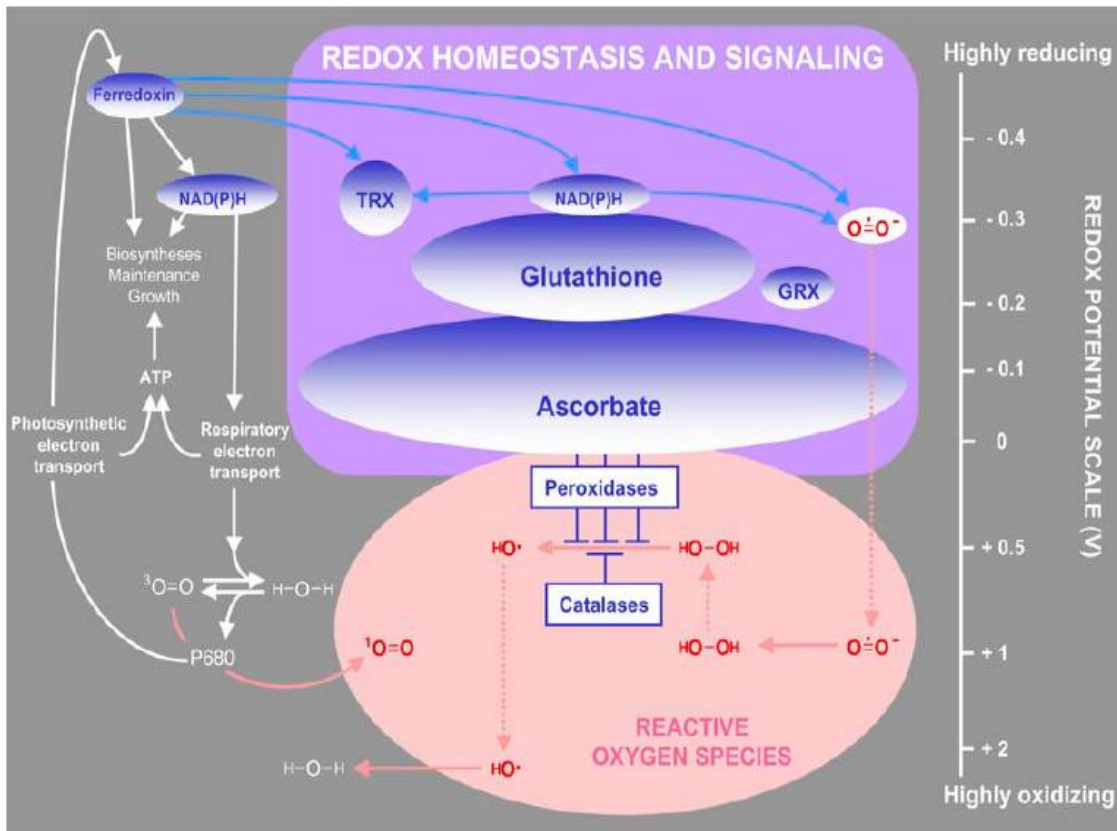 REDOX HOMEOSTASIS AND SIGNALING
Highly reducing
Ferredoxin
- 0.4
TRX
NAD(P)H
NAD(P)H
- 0.3
O=O⁻
Biosyntheses
Maintenance
Growth
Glutathione
GRX
- 0.2
ATP
- 0.1
Ascorbate
Photosynthetic
electron
transport
Respiratory
electron
transport
0
Peroxidases
HO•
HO-OH
+ 0.5
³O=O
H-O-H
Catalases
P680
¹O=O
HO-OH
O=O⁻
+ 1
REACTIVE
OXYGEN SPECIES
+ 2
H-O-H
HO•
Highly oxidizing
REDOX POTENTIAL SCALE (V)